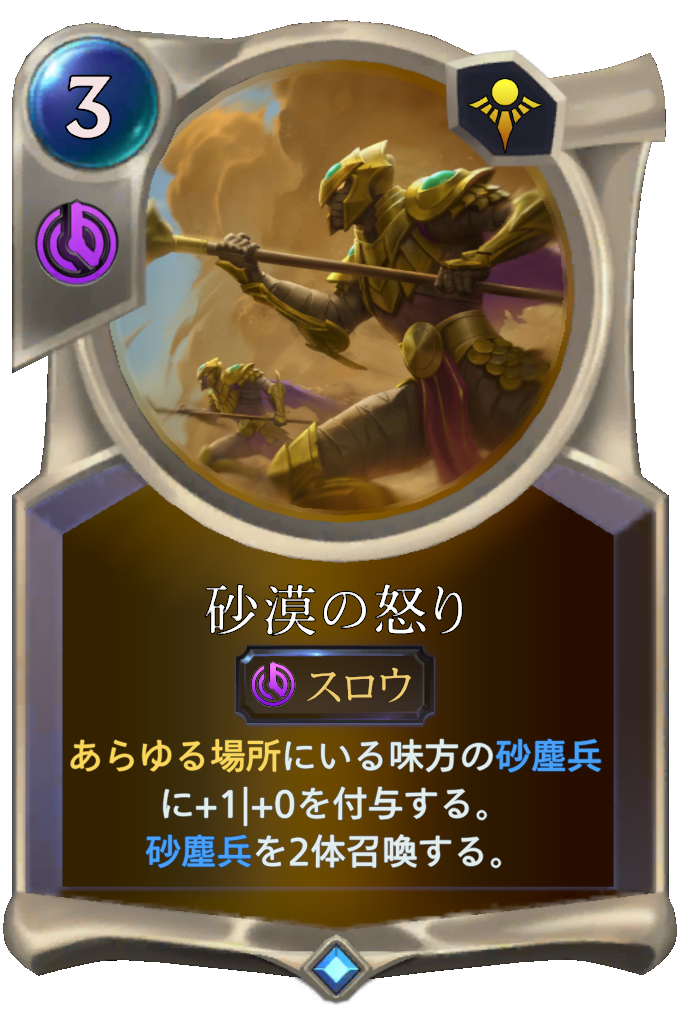 3
砂漠の怒り
スロウ
あらゆる場所にいる味方の砂塵兵
に+1|+0を付与する。
砂塵兵を2体召喚する。